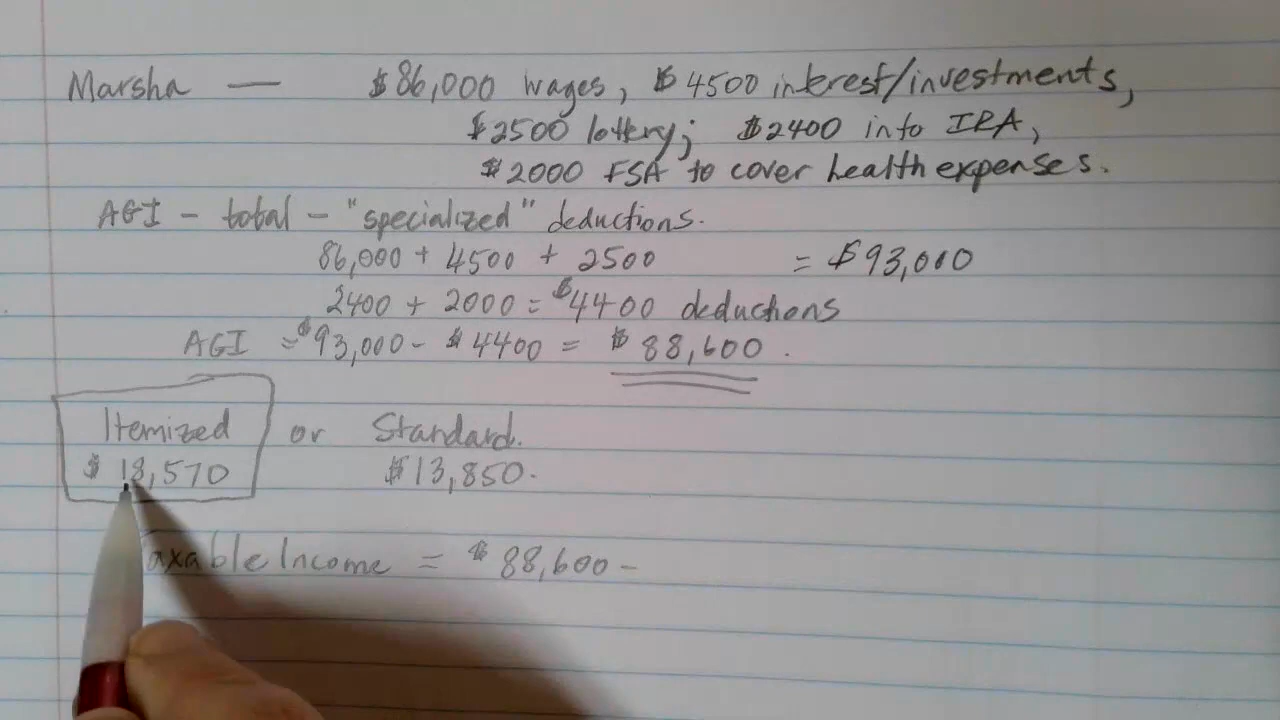 Marsha — $86,000 wages, $4500 interest/investments,
$2500 lottery; $2400 into IRA,
$2000 FSA to cover health expenses.
AGI - total - "specialized" deductions.
86,000 + 4500 + 2500 = $93,000
2400 + 2000 = $4400 deductions
AGI = $93,000 - $4400 = $88,600.
Itemized or Standard.
$18,570 $13,850.
Taxable Income = $88,600 -